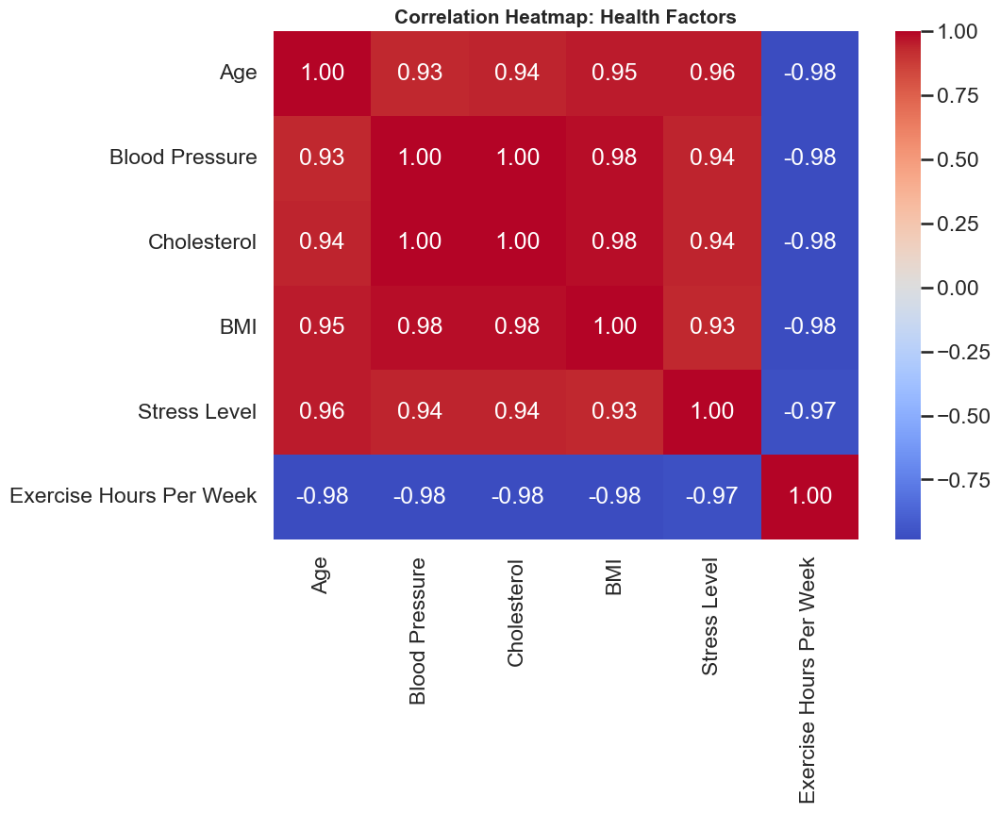 Correlation Heatmap: Health Factors
Age 1.00 0.93 0.94 0.95 0.96 -0.98
Blood Pressure 0.93 1.00 1.00 0.98 0.94 -0.98
Cholesterol 0.94 1.00 1.00 0.98 0.94 -0.98
BMI 0.95 0.98 0.98 1.00 0.93 -0.98
Stress Level 0.96 0.94 0.94 0.93 1.00 -0.97
Exercise Hours Per Week -0.98 -0.98 -0.98 -0.98 -0.97 1.00
Age
Blood Pressure
Cholesterol
BMI
Stress Level
Exercise Hours Per Week
1.00
0.75
0.50
0.25
0.00
−0.25
−0.50
−0.75